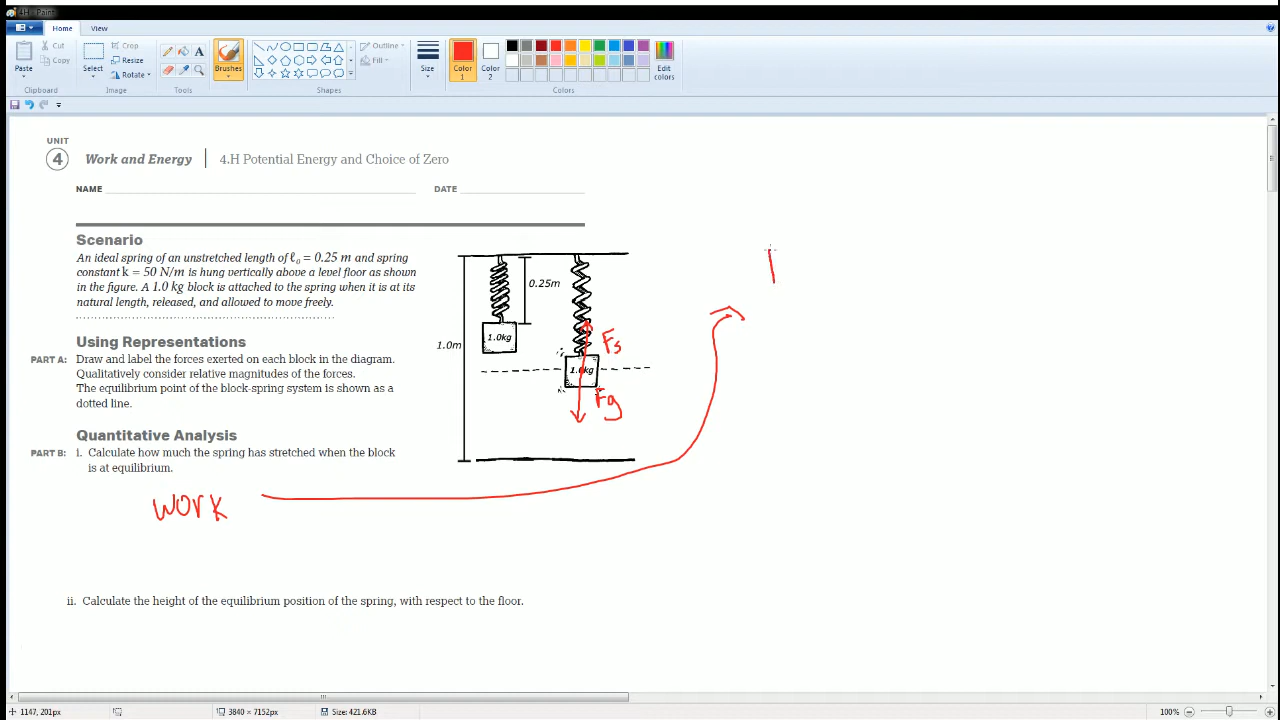 4H - Paint
Home View
Cut
Copy
Paste
Clipboard
Crop
Resize
Rotate
Select
Image
A
Tools
Brushes
Shapes
Outline
Fill
Size
Color 1
Color 2
Edit colors
Colors
UNIT
4 Work and Energy 4.H Potential Energy and Choice of Zero
NAME DATE
Scenario
An ideal spring of an unstretched length of ℓ₀ = 0.25 m and spring
constant k = 50 N/m is hung vertically above a level floor as shown
in the figure. A 1.0 kg block is attached to the spring when it is at its
natural length, released, and allowed to move freely.
0.25m
1.0kg
1.0m
Fs
1.0kg
Fg
Using Representations
PART A: Draw and label the forces exerted on each block in the diagram.
Qualitatively consider relative magnitudes of the forces.
The equilibrium point of the block-spring system is shown as a
dotted line.
Quantitative Analysis
PART B: i. Calculate how much the spring has stretched when the block
is at equilibrium.
work
ii. Calculate the height of the equilibrium position of the spring, with respect to the floor.
1147, 201px
3840 × 7152px
Size: 421.6KB
100%